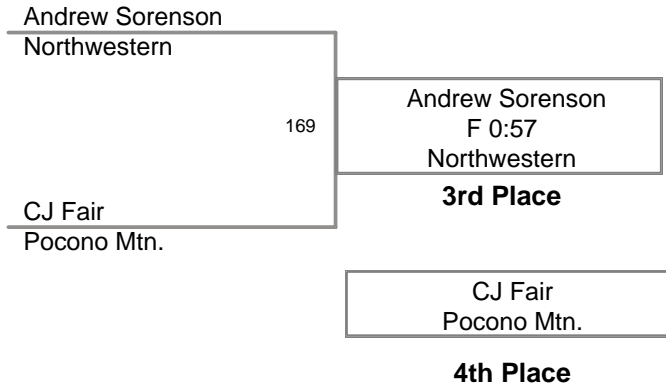 Andrew Sorenson
Northwestern
169
Andrew Sorenson
F 0:57
Northwestern
3rd Place
CJ Fair
Pocono Mtn.
CJ Fair
Pocono Mtn.
4th Place